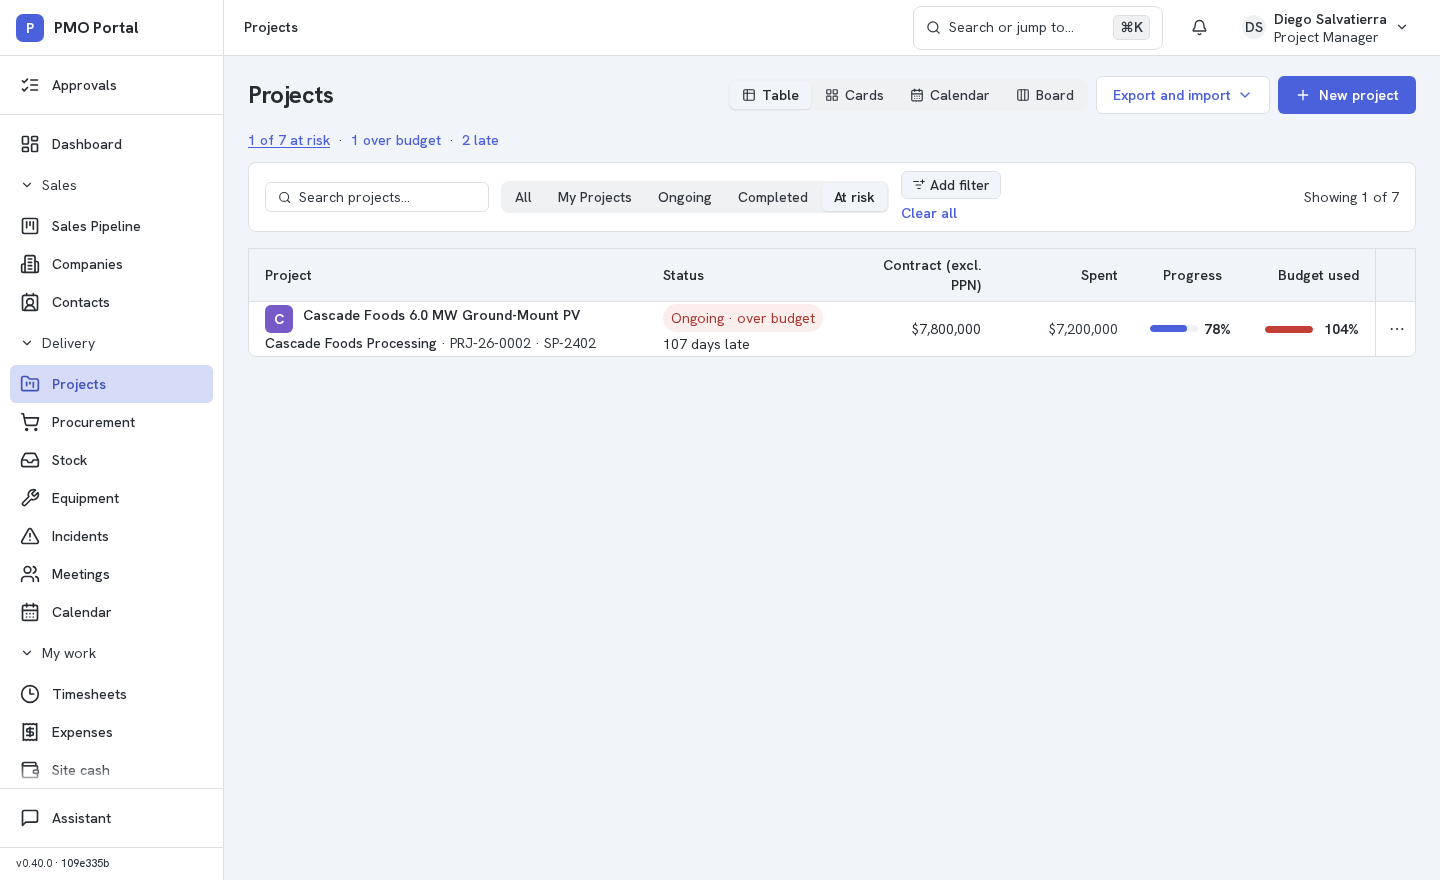 P PMO Portal
Projects
Search or jump to... ⌘K
DS Diego Salvatierra
Project Manager
Approvals
Dashboard
Sales
Sales Pipeline
Companies
Contacts
Delivery
Projects
Procurement
Stock
Equipment
Incidents
Meetings
Calendar
My work
Timesheets
Expenses
Site cash
Assistant
v0.40.0 · 109e335b
Projects
Table Cards Calendar Board Export and import New project
1 of 7 at risk · 1 over budget · 2 late
Search projects... All My Projects Ongoing Completed At risk Add filter
Clear all
Showing 1 of 7
Project Status Contract (excl. PPN) Spent Progress Budget used
C Cascade Foods 6.0 MW Ground-Mount PV
Cascade Foods Processing · PRJ-26-0002 · SP-2402
Ongoing · over budget
107 days late
$7,800,000 $7,200,000 78% 104%